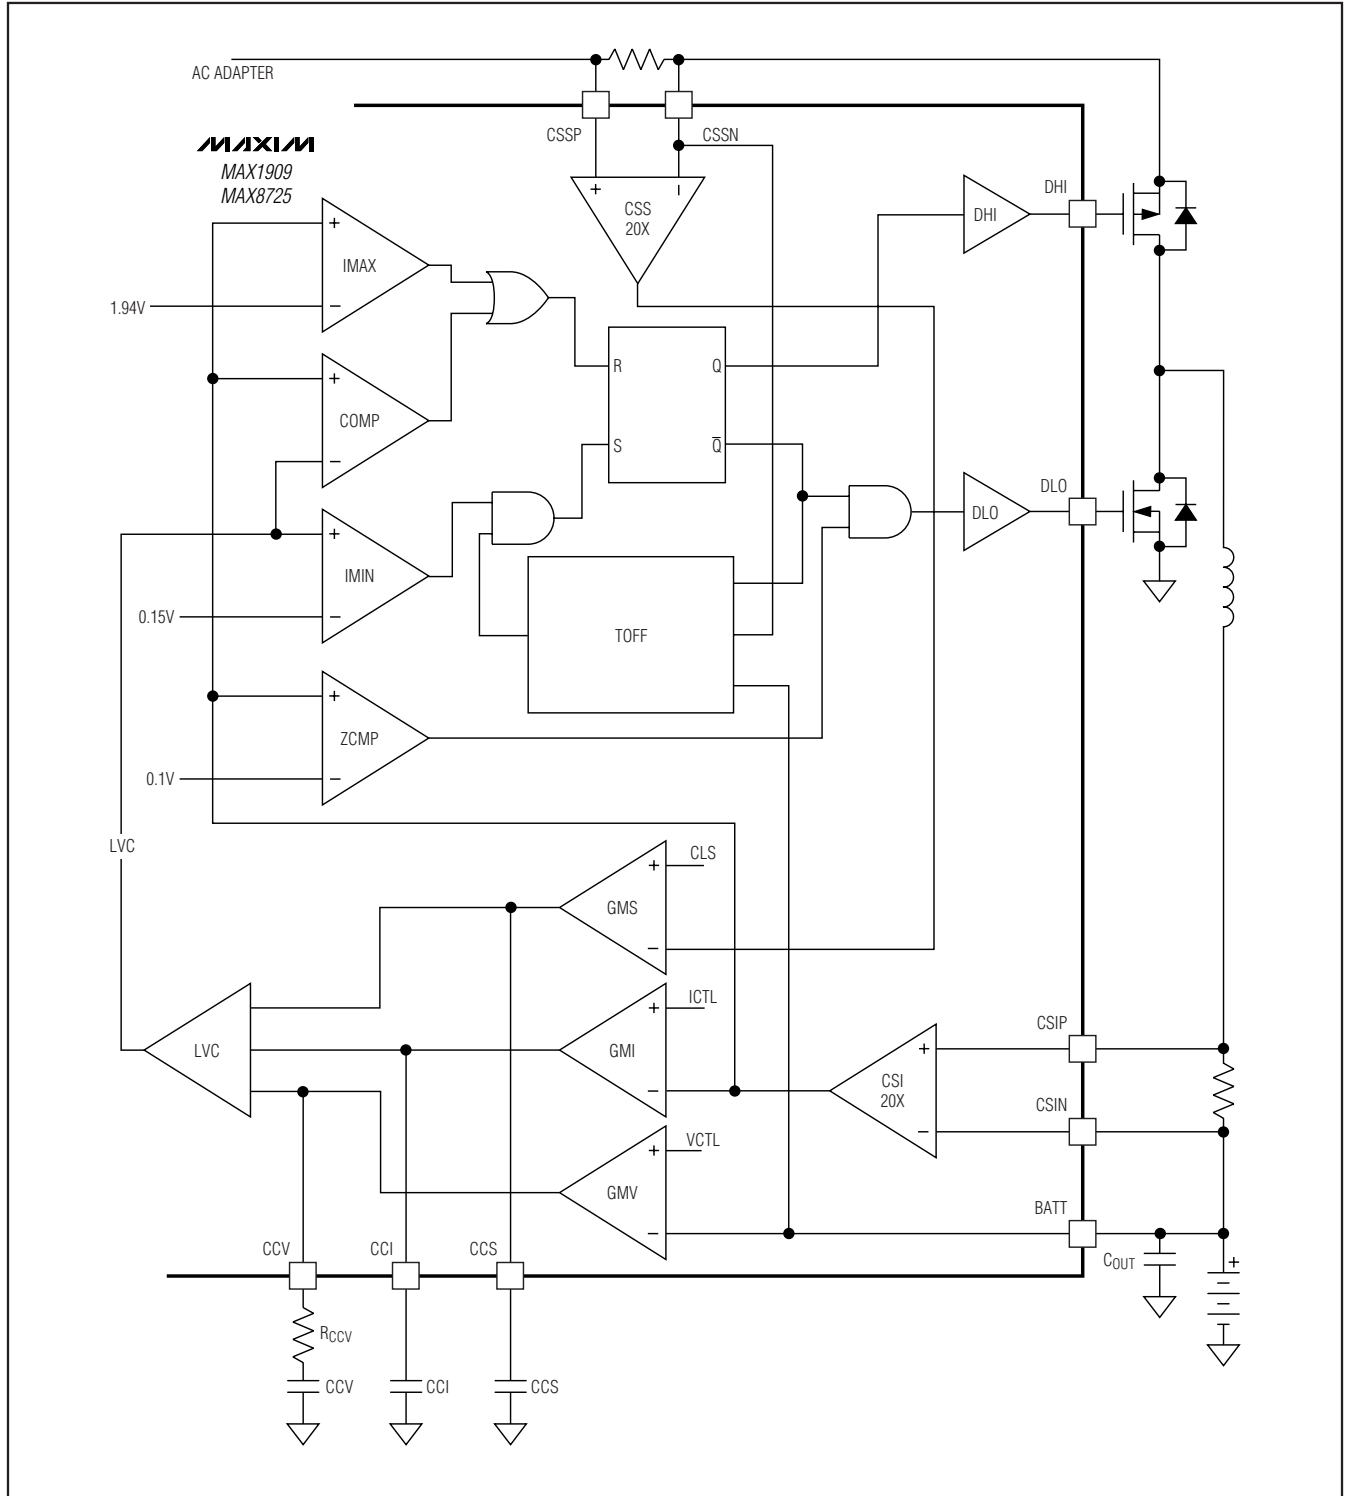 AC ADAPTER
CSSP
CSSN
MAXIM
MAX1909
MAX8725
+
−
CSS
20X
DHI
DHI
+
IMAX
1.94V
−
R
Q
+
COMP
−
S
Q̅
DLO
DLO
+
IMIN
0.15V
−
TOFF
+
ZCMP
0.1V
−
LVC
+
CLS
GMS
−
+
ICTL
GMI
−
LVC
CSIP
+
CSI
20X
CSIN
−
+
VCTL
GMV
−
BATT
CCV
CCI
CCS
COUT
+
RCCV
CCV
CCI
CCS